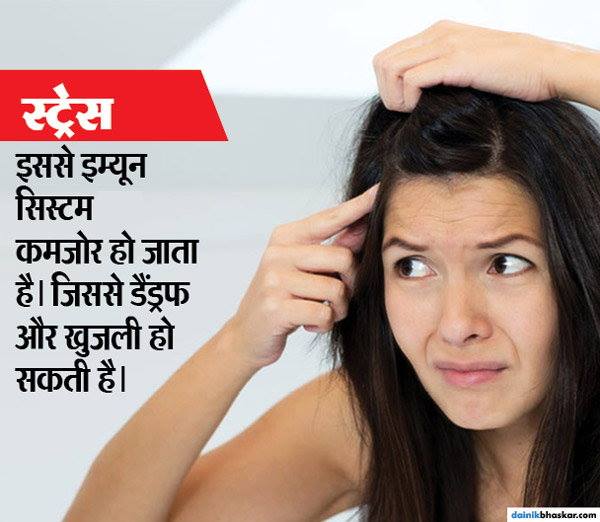 स्ट्रेस
इससे इम्यून
सिस्टम
कमजोर हो जाता
है। जिससे डैंड्रफ
और खुजली हो
सकती है।
dainikbhaskar.com